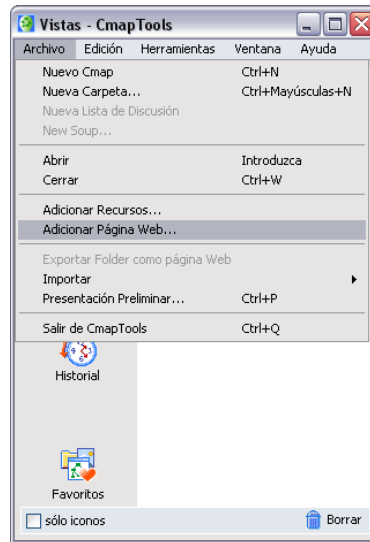 Vistas - CmapTools
Archivo Edición Herramientas Ventana Ayuda
Nuevo Cmap Ctrl+N
Nueva Carpeta... Ctrl+Mayúsculas+N
Nueva Lista de Discusión
New Soup...
Abrir Introduzca
Cerrar Ctrl+W
Adicionar Recursos...
Adicionar Página Web...
Exportar Folder como página Web
Importar
Presentación Preliminar... Ctrl+P
Salir de CmapTools Ctrl+Q
Historial
Favoritos
sólo iconos Borrar